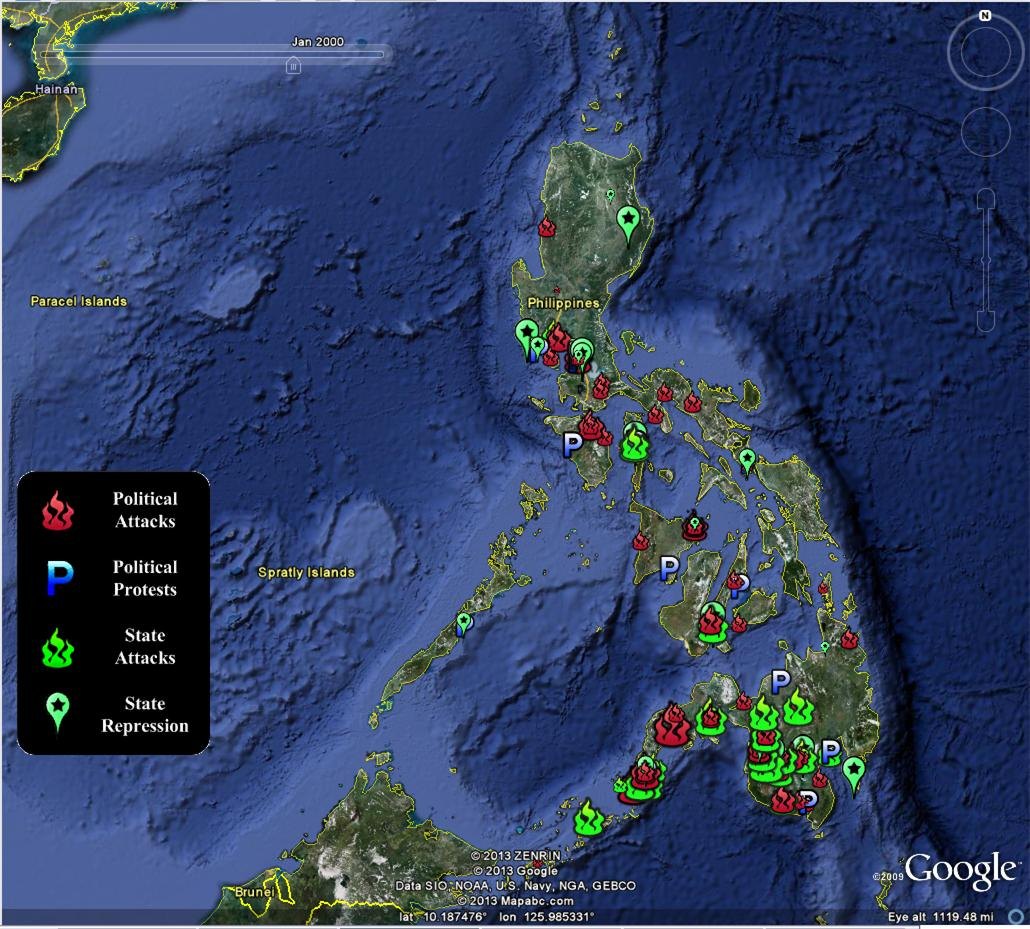 N
Jan 2000
Hainan
Paracel Islands
Philippines
Political
Attacks
Political
Protests
State
Attacks
State
Repression
Spratly Islands
Brunei
P
P
P
P
P
P
© 2013 ZENRIN
© 2013 Google
Data SIO, NOAA, U.S. Navy, NGA, GEBCO
© 2013 Mapabc.com
©2009 Google™
lat 10.187476° lon 125.985331°
Eye alt 1119.48 mi